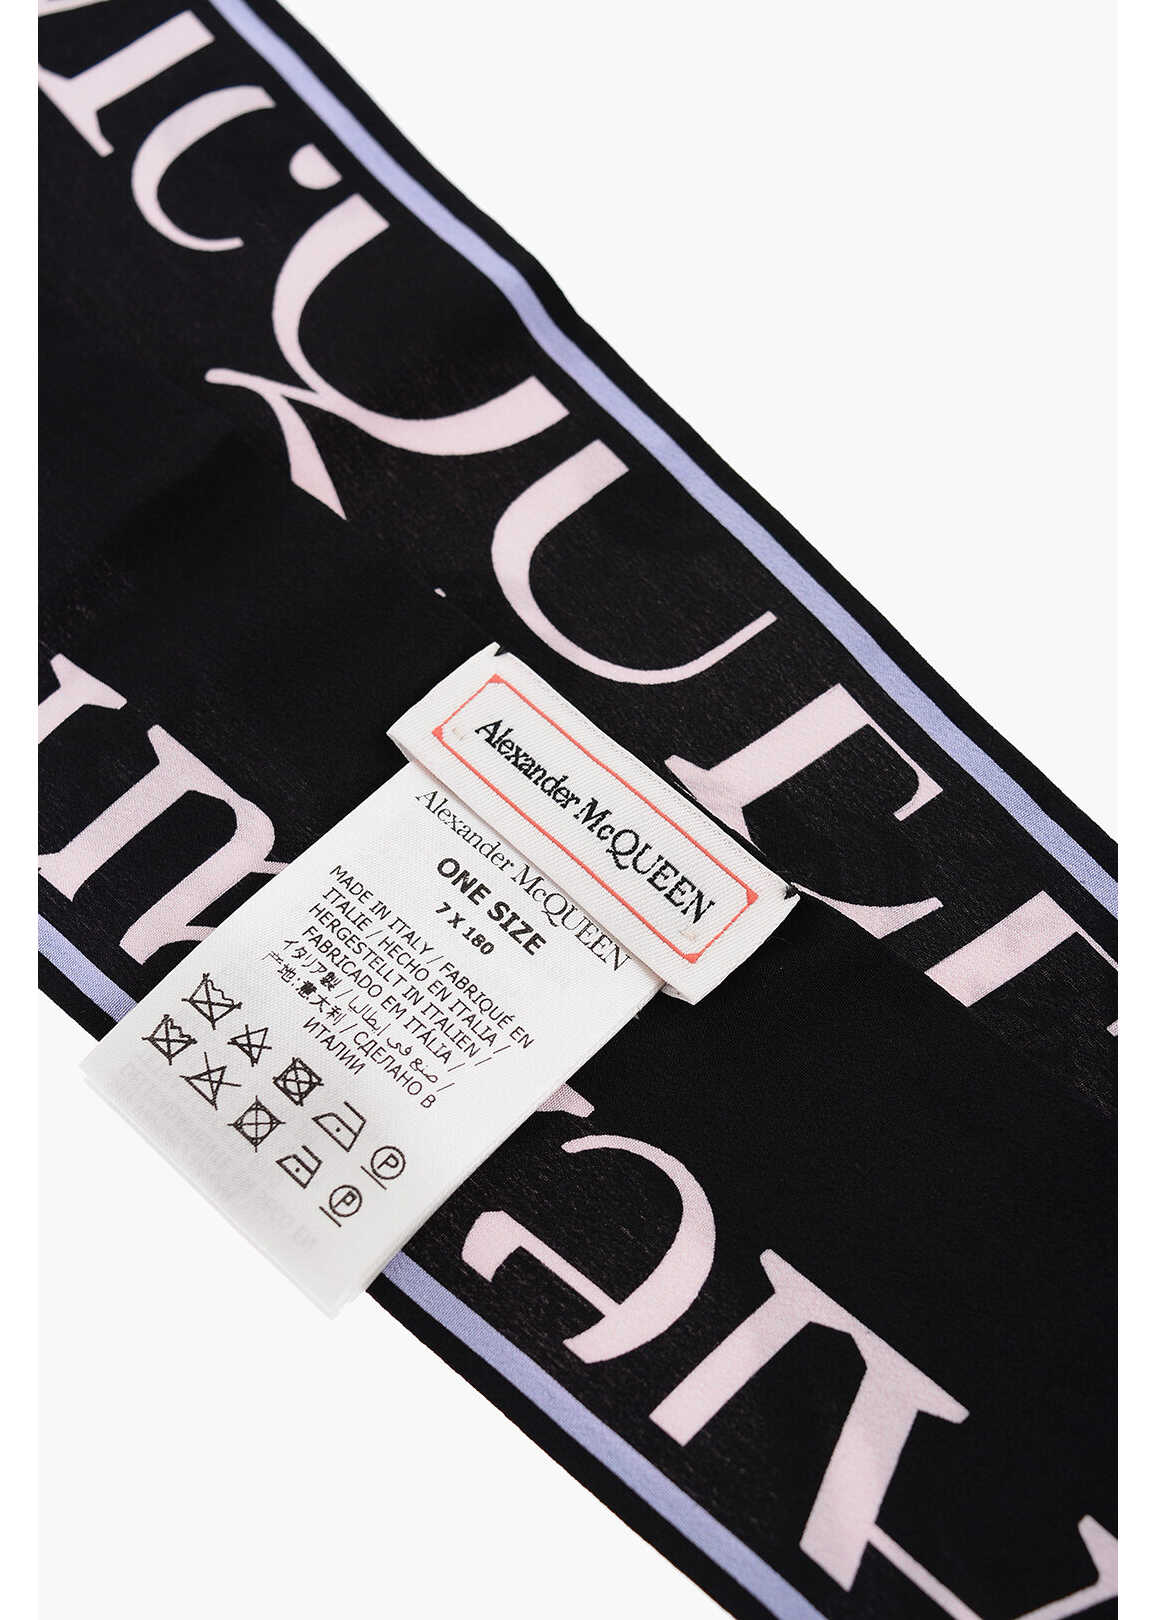 McQUEE
Alexander McQUEEN
Alexander McQUEEN
ONE SIZE
7 X 180
MADE IN ITALY / FABRIQUÉ EN
ITALIE / HECHO EN ITALIA /
HERGESTELLT IN ITALIEN /
FABRICADO EM ITÁLIA /
イタリア製 / صنع في إيطاليا /
产地:意大利 / СДЕЛАНО В
ИТАЛИИ
P
P